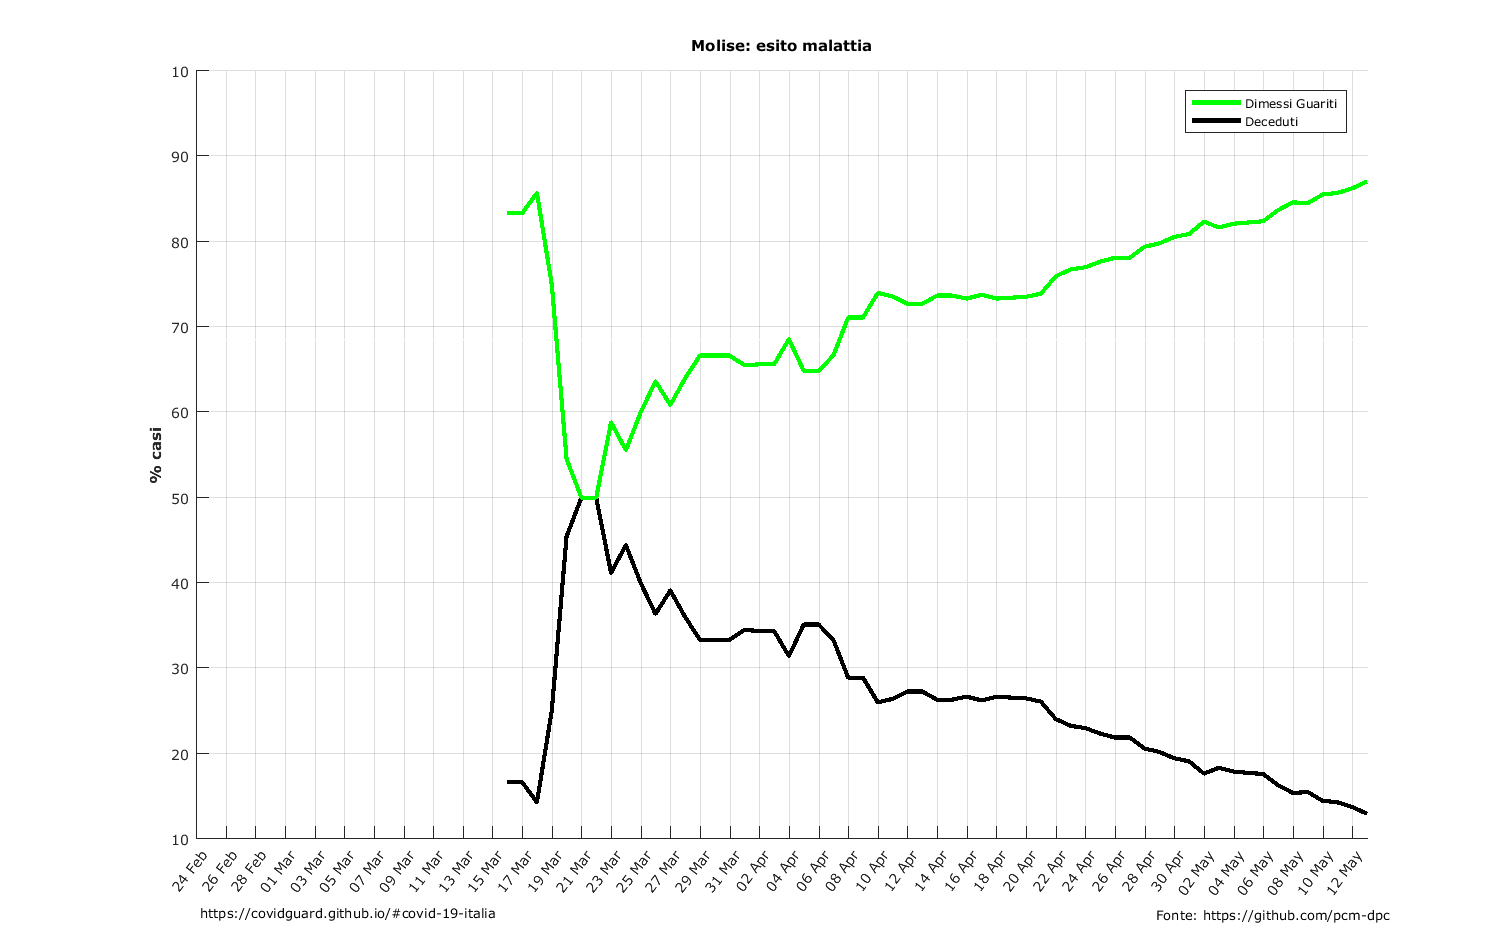 Molise: esito malattia
10
Dimessi Guariti
Deceduti
90
80
70
60
50
40
30
20
10
% casi
24 Feb
26 Feb
28 Feb
01 Mar
03 Mar
05 Mar
07 Mar
09 Mar
11 Mar
13 Mar
15 Mar
17 Mar
19 Mar
21 Mar
23 Mar
25 Mar
27 Mar
29 Mar
31 Mar
02 Apr
04 Apr
06 Apr
08 Apr
10 Apr
12 Apr
14 Apr
16 Apr
18 Apr
20 Apr
22 Apr
24 Apr
26 Apr
28 Apr
30 Apr
02 May
04 May
06 May
08 May
10 May
12 May
https://covidguard.github.io/#covid-19-italia
Fonte: https://github.com/pcm-dpc